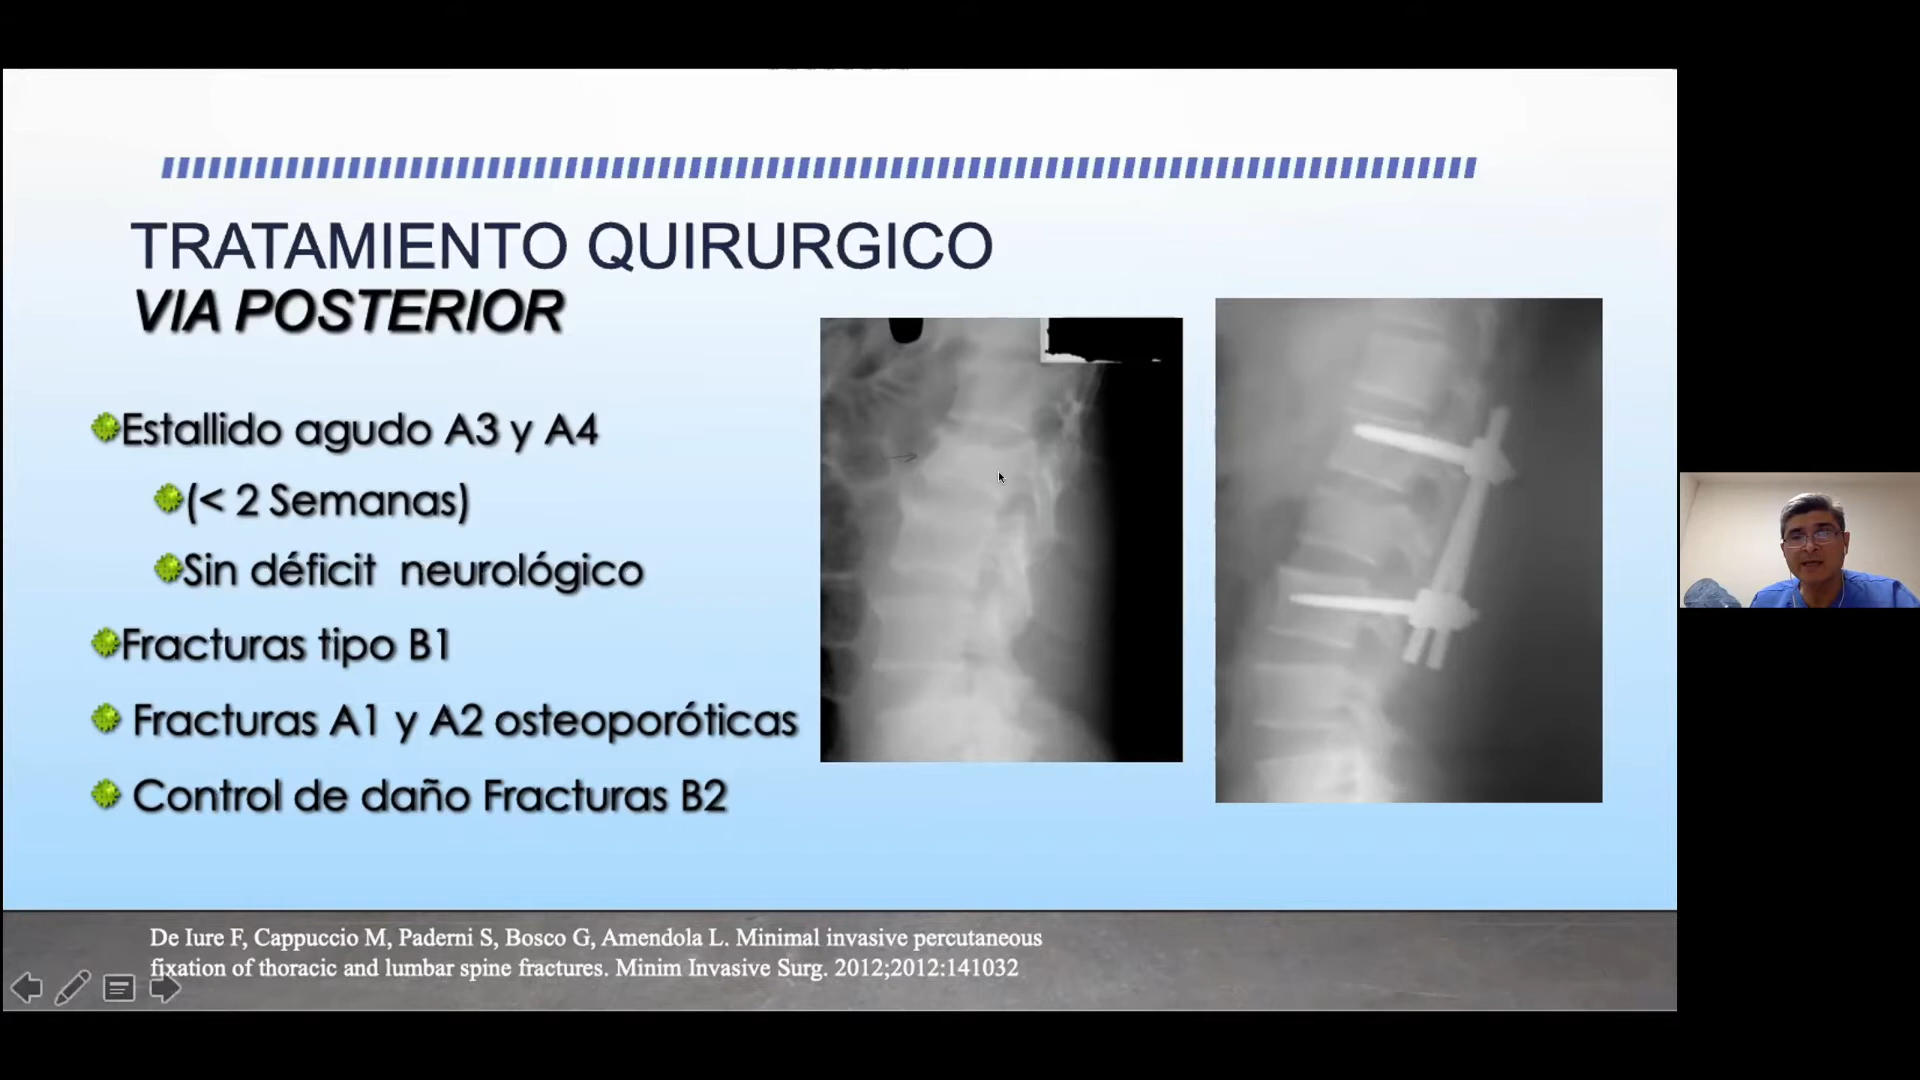 TRATAMIENTO QUIRURGICO
VIA POSTERIOR
Estallido agudo A3 y A4
(< 2 Semanas)
Sin déficit neurológico
Fracturas tipo B1
Fracturas A1 y A2 osteoporóticas
Control de daño Fracturas B2
De Iure F, Cappuccio M, Paderni S, Bosco G, Amendola L. Minimal invasive percutaneous
fixation of thoracic and lumbar spine fractures. Minim Invasive Surg. 2012;2012:141032